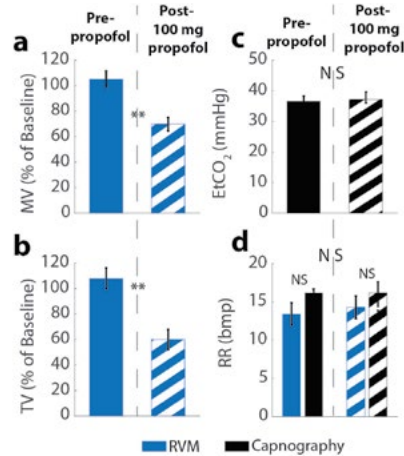 Pre-
propofol
Post-
100 mg
propofol
Pre-
propofol
Post-
100 mg
propofol
a
MV (% of Baseline)
120
100
80
60
40
20
0
**
c
EtCO2 (mmHg)
50
40
30
20
10
0
N S
b
TV (% of Baseline)
120
100
80
60
40
20
0
**
d
RR (bmp)
20
15
10
5
0
N S
NS
NS
RVM
Capnography